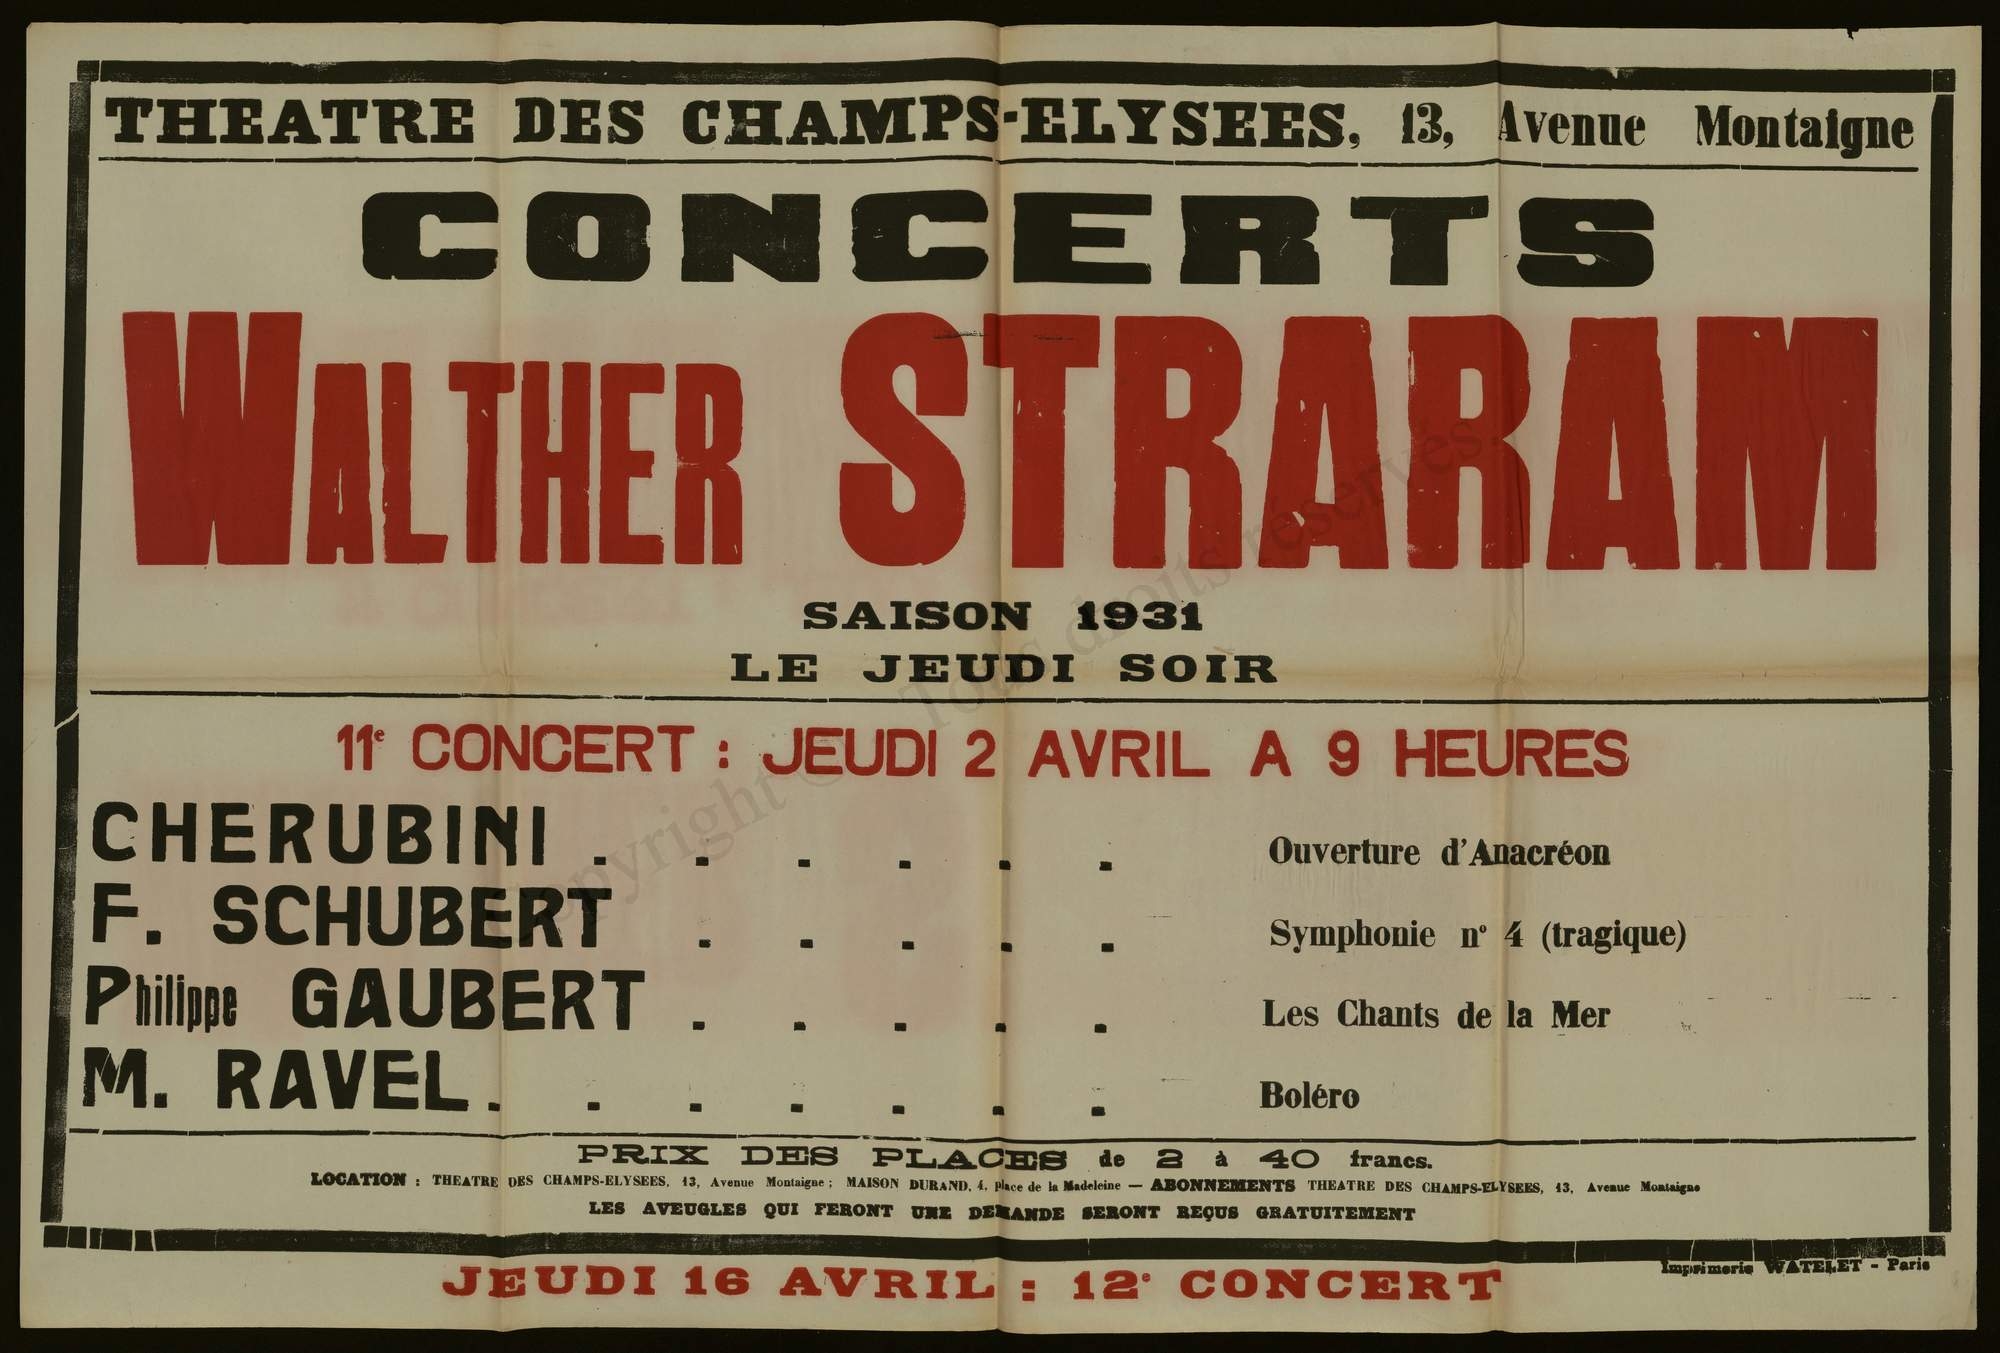 THEATRE DES CHAMPS-ELYSEES, 13, Avenue Montaigne
CONCERTS
WALTHER STRARAM
SAISON 1931
LE JEUDI SOIR
11e CONCERT : JEUDI 2 AVRIL A 9 HEURES
CHERUBINI . . . . . . Ouverture d'Anacréon
F. SCHUBERT . . . . . Symphonie nº 4 (tragique)
Philippe GAUBERT . . . . . Les Chants de la Mer
M. RAVEL . . . . . . . Boléro
PRIX DES PLACES de 2 à 40 francs.
LOCATION : THEATRE DES CHAMPS-ELYSEES, 13, Avenue Montaigne ; MAISON DURAND, 4, place de la Madeleine — ABONNEMENTS THEATRE DES CHAMPS-ELYSEES, 13, Avenue Montaigne
LES AVEUGLES QUI FERONT UNE DEMANDE SERONT REÇUS GRATUITEMENT
Imprimerie WATELET - Paris
JEUDI 16 AVRIL : 12e CONCERT
Copyright © - Tous droits réservés.